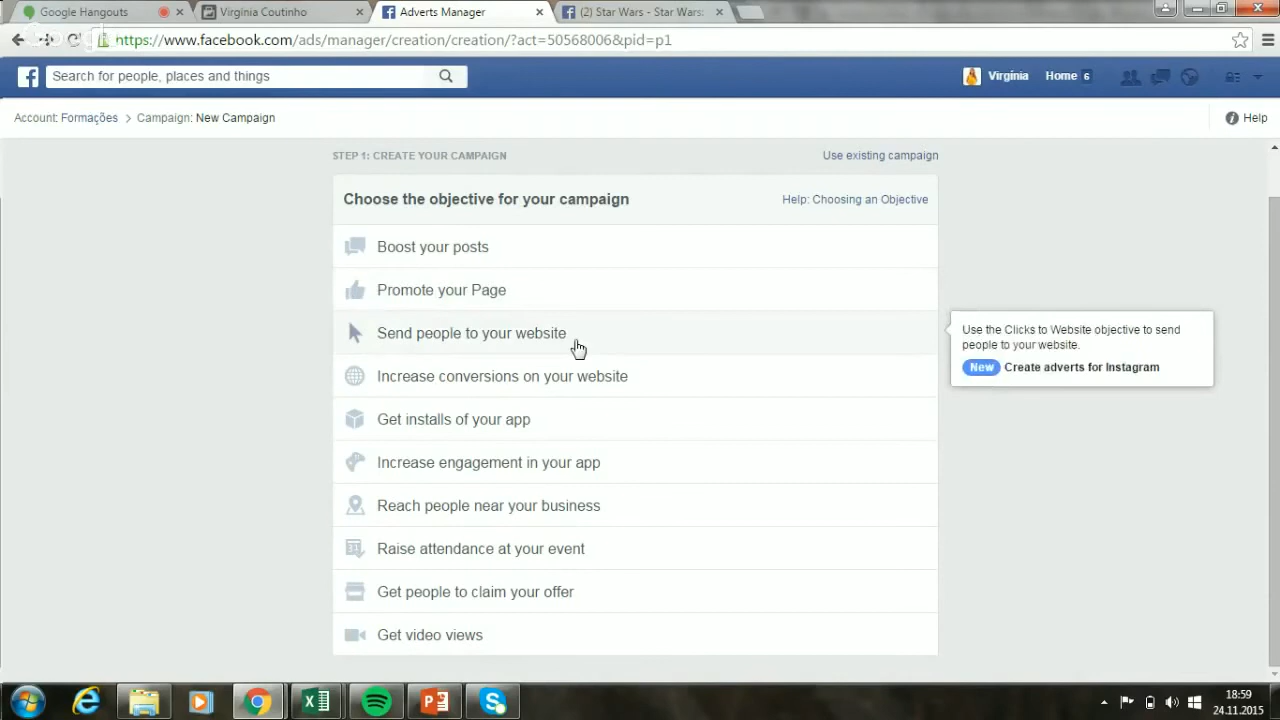 Google Hangouts
Virgínia Coutinho
Adverts Manager
(2) Star Wars - Star Wars:
https://www.facebook.com/ads/manager/creation/creation/?act=50568006&pid=p1
Search for people, places and things
Virgínia
Home 6
Account: Formações > Campaign: New Campaign
Help
STEP 1: CREATE YOUR CAMPAIGN
Use existing campaign
Choose the objective for your campaign
Help: Choosing an Objective
Boost your posts
Promote your Page
Send people to your website
Use the Clicks to Website objective to send
people to your website.
New Create adverts for Instagram
Increase conversions on your website
Get installs of your app
Increase engagement in your app
Reach people near your business
31
Raise attendance at your event
Get people to claim your offer
Get video views
18:59
24.11.2015